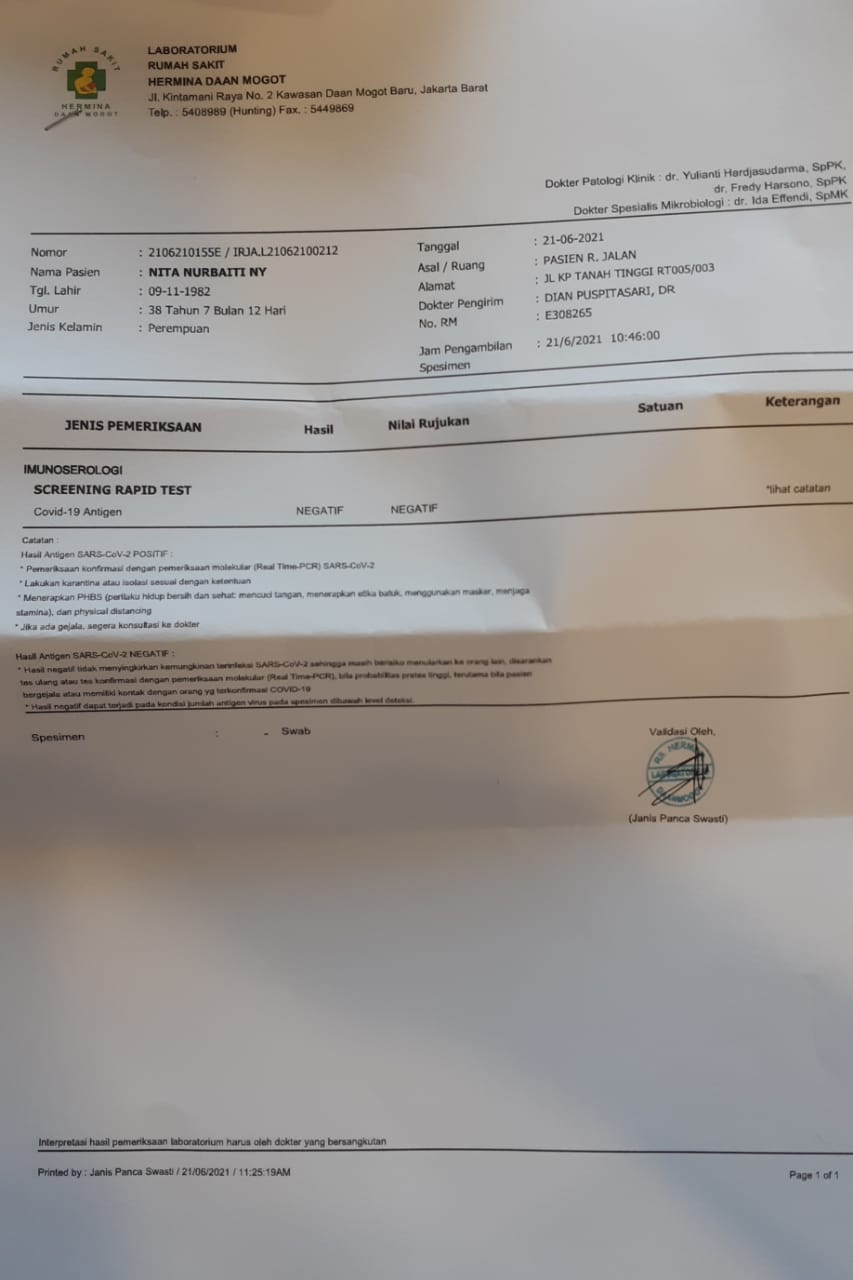 RUMAH SAKIT
HERMINA
DAAN MOGOT
LABORATORIUM
RUMAH SAKIT
HERMINA DAAN MOGOT
Jl. Kintamani Raya No. 2 Kawasan Daan Mogot Baru, Jakarta Barat
Telp. : 5408989 (Hunting) Fax. : 5449869
Dokter Patologi Klinik : dr. Yulianti Hardjasudarma, SpPK,
dr. Fredy Harsono, SpPK
Dokter Spesialis Mikrobiologi : dr. Ida Effendi, SpMK
Nomor : 2106210155E / IRJA.L21062100212
Nama Pasien : NITA NURBAITI NY
Tgl. Lahir : 09-11-1982
Umur : 38 Tahun 7 Bulan 12 Hari
Jenis Kelamin : Perempuan
Tanggal : 21-06-2021
Asal / Ruang : PASIEN R. JALAN
Alamat : JL KP TANAH TINGGI RT005/003
Dokter Pengirim : DIAN PUSPITASARI, DR
No. RM : E308265
Jam Pengambilan : 21/6/2021 10:46:00
Spesimen
JENIS PEMERIKSAAN Hasil Nilai Rujukan Satuan Keterangan
IMUNOSEROLOGI
SCREENING RAPID TEST *lihat catatan
Covid-19 Antigen NEGATIF NEGATIF
Catatan :
Hasil Antigen SARS-CoV-2 POSITIF :
* Pemeriksaan konfirmasi dengan pemeriksaan molekular (Real Time-PCR) SARS-CoV-2
* Lakukan karantina atau isolasi sesuai dengan ketentuan
* Menerapkan PHBS (perilaku hidup bersih dan sehat: mencuci tangan, menerapkan etika batuk, menggunakan masker, menjaga
stamina), dan physical distancing
* Jika ada gejala, segera konsultasi ke dokter
Hasil Antigen SARS-CoV-2 NEGATIF :
* Hasil negatif tidak menyingkirkan kemungkinan terinfeksi SARS-CoV-2 sehingga masih berisiko menularkan ke orang lain, disarankan
tes ulang atau tes konfirmasi dengan pemeriksaan molekular (Real Time-PCR), bila probabilitas pretes tinggi, terutama bila pasien
bergejala atau memiliki kontak dengan orang yg terkonfirmasi COVID-19
* Hasil negatif dapat terjadi pada kondisi jumlah antigen virus pada spesimen dibawah level deteksi.
Spesimen : - Swab
Validasi Oleh,
(Janis Panca Swasti)
Interpretasi hasil pemeriksaan laboratorium harus oleh dokter yang bersangkutan
Printed by : Janis Panca Swasti / 21/06/2021 / 11:25:19AM
Page 1 of 1